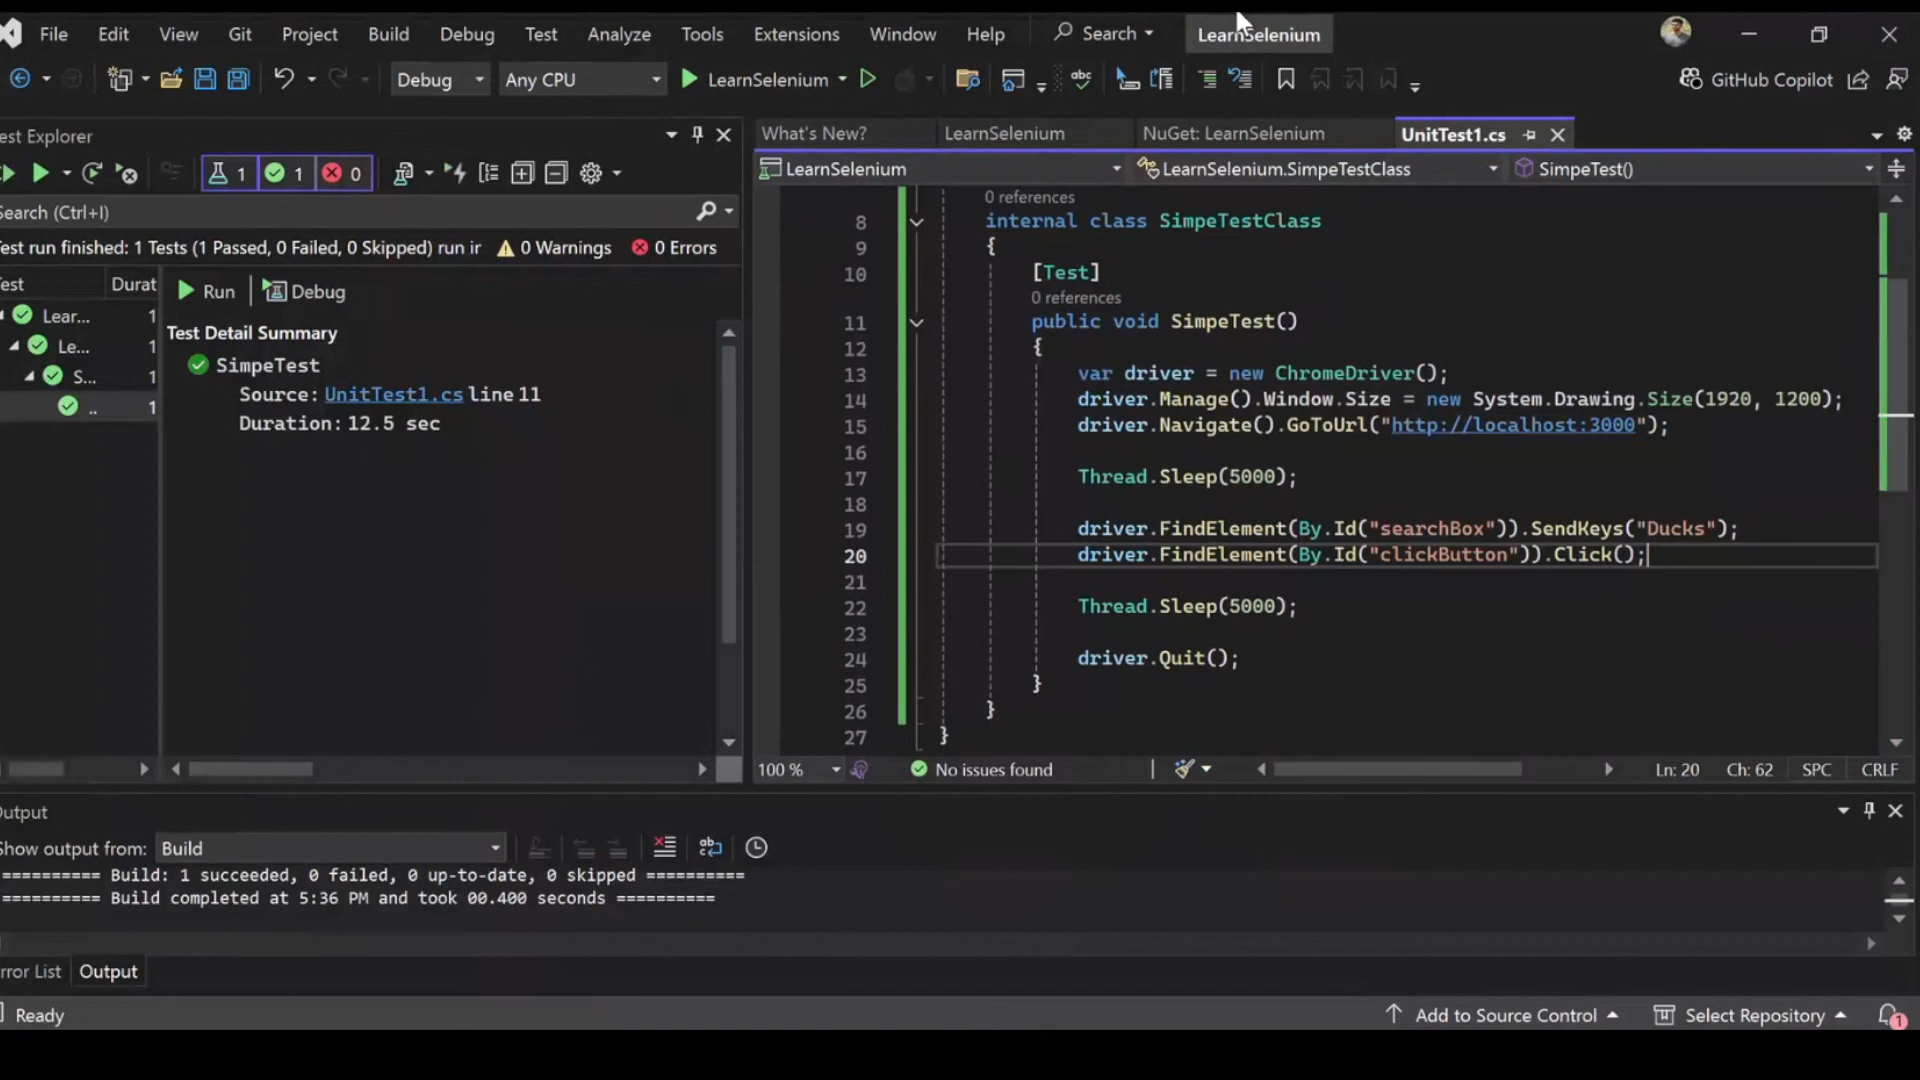 File Edit View Git Project Build Debug Test Analyze Tools Extensions Window Help Search LearnSelenium
Debug Any CPU LearnSelenium GitHub Copilot
est Explorer
1 1 0
Search (Ctrl+I)
est run finished: 1 Tests (1 Passed, 0 Failed, 0 Skipped) run ir 0 Warnings 0 Errors
est Durat
Run Debug
Lear... 1
Le... 1
S... 1
.. 1
Test Detail Summary
SimpeTest
Source: UnitTest1.cs line 11
Duration: 12.5 sec
What's New? LearnSelenium NuGet: LearnSelenium UnitTest1.cs
LearnSelenium LearnSelenium.SimpeTestClass SimpeTest()
0 references
8 internal class SimpeTestClass
9 {
10 [Test]
0 references
11 public void SimpeTest()
12 {
13 var driver = new ChromeDriver();
14 driver.Manage().Window.Size = new System.Drawing.Size(1920, 1200);
15 driver.Navigate().GoToUrl("http://localhost:3000");
16
17 Thread.Sleep(5000);
18
19 driver.FindElement(By.Id("searchBox")).SendKeys("Ducks");
20 driver.FindElement(By.Id("clickButton")).Click();
21
22 Thread.Sleep(5000);
23
24 driver.Quit();
25 }
26 }
27 }
100 % No issues found Ln: 20 Ch: 62 SPC CRLF
Output
Show output from: Build
========== Build: 1 succeeded, 0 failed, 0 up-to-date, 0 skipped ==========
========== Build completed at 5:36 PM and took 00.400 seconds ==========
rror List Output
Ready Add to Source Control Select Repository 1